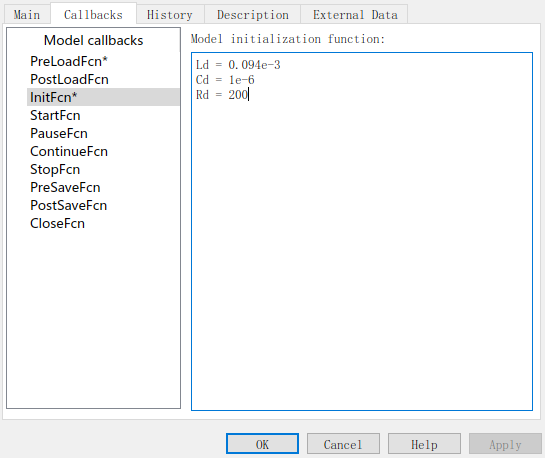 Main Callbacks History Description External Data
Model callbacks
PreLoadFcn*
PostLoadFcn
InitFcn*
StartFcn
PauseFcn
ContinueFcn
StopFcn
PreSaveFcn
PostSaveFcn
CloseFcn
Model initialization function:
Ld = 0.094e-3
Cd = 1e-6
Rd = 200
OK Cancel Help Apply